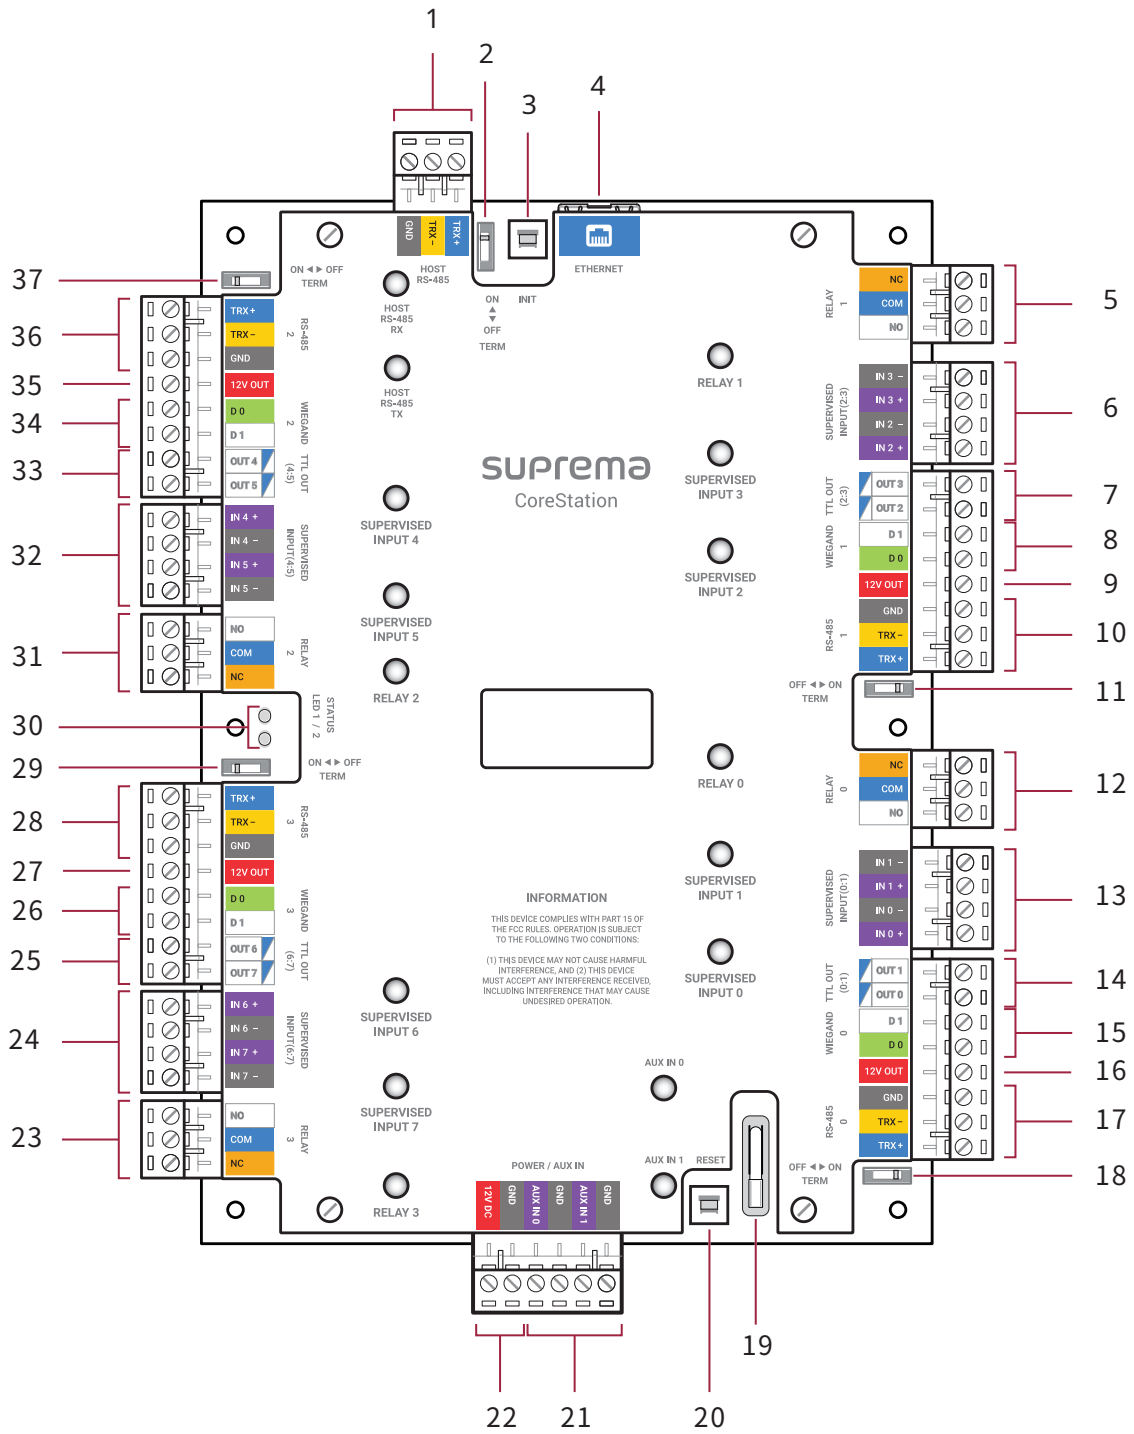 1
2
3
4
GND
TRX -
TRX +
HOST
RS-485
ETHERNET
ON ◄ ► OFF
TERM
HOST
RS-485
RX
ON
▲
▼
OFF
TERM
INIT
HOST
RS-485
TX
37
36
TRX +
TRX -
GND
RS-485
2
35
12V OUT
34
D 0
D 1
WIEGAND
2
33
OUT 4
OUT 5
TTL OUT
(4:5)
32
IN 4 +
IN 4 -
IN 5 +
IN 5 -
SUPERVISED
INPUT(4:5)
31
NO
COM
NC
RELAY
2
30
STATUS
LED 1 / 2
29
ON ◄ ► OFF
TERM
28
TRX +
TRX -
GND
RS-485
3
27
12V OUT
26
D 0
D 1
WIEGAND
3
25
OUT 6
OUT 7
TTL OUT
(6:7)
24
IN 6 +
IN 6 -
IN 7 +
IN 7 -
SUPERVISED
INPUT(6:7)
23
NO
COM
NC
RELAY
3
suprema
CoreStation
SUPERVISED
INPUT 4
SUPERVISED
INPUT 5
RELAY 2
RELAY 1
SUPERVISED
INPUT 3
SUPERVISED
INPUT 2
RELAY 0
SUPERVISED
INPUT 1
SUPERVISED
INPUT 0
INFORMATION
THIS DEVICE COMPLIES WITH PART 15 OF
THE FCC RULES. OPERATION IS SUBJECT
TO THE FOLLOWING TWO CONDITIONS:
(1) THIS DEVICE MAY NOT CAUSE HARMFUL
INTERFERENCE, AND (2) THIS DEVICE
MUST ACCEPT ANY INTERFERENCE RECEIVED,
INCLUDING INTERFERENCE THAT MAY CAUSE
UNDESIRED OPERATION.
SUPERVISED
INPUT 6
SUPERVISED
INPUT 7
RELAY 3
AUX IN 0
AUX IN 1
RESET
POWER / AUX IN
12V DC
GND
AUX IN 0
GND
AUX IN 1
GND
RELAY
1
NC
COM
NO
5
SUPERVISED
INPUT(2:3)
IN 3 -
IN 3 +
IN 2 -
IN 2 +
6
TTL OUT
(2:3)
OUT 3
OUT 2
7
WIEGAND
1
D 1
D 0
8
12V OUT
9
RS-485
1
GND
TRX -
TRX +
10
OFF ◄ ► ON
TERM
11
RELAY
0
NC
COM
NO
12
SUPERVISED
INPUT(0:1)
IN 1 -
IN 1 +
IN 0 -
IN 0 +
13
TTL OUT
(0:1)
OUT 1
OUT 0
14
WIEGAND
0
D 1
D 0
15
12V OUT
16
RS-485
0
GND
TRX -
TRX +
17
OFF ◄ ► ON
TERM
18
19
22
21
20